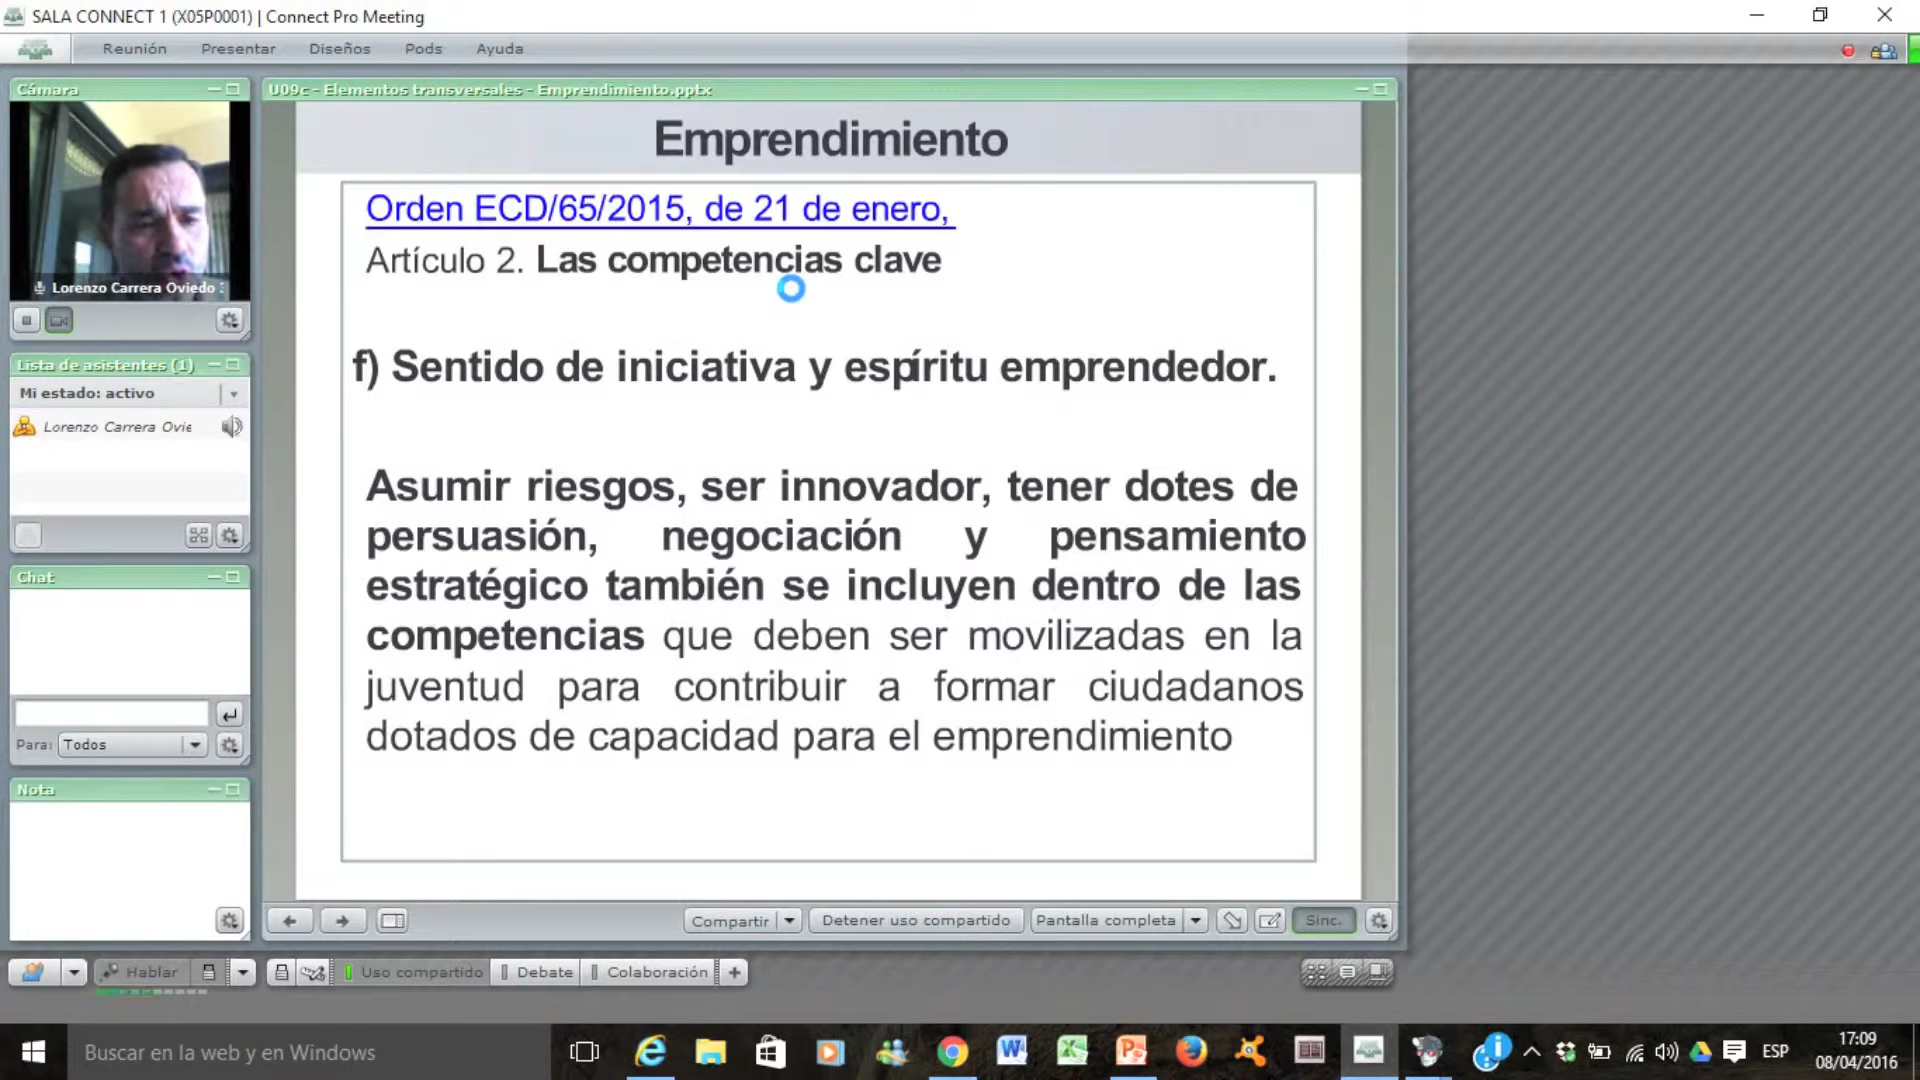 SALA CONNECT 1 (X05P0001) | Connect Pro Meeting
Reunión Presentar Diseños Pods Ayuda
Cámara
Lorenzo Carrera Oviedo
Lista de asistentes (1)
Mi estado: activo
Lorenzo Carrera Ovie
Chat
Para: Todos
Nota
U09c - Elementos transversales - Emprendimiento.pptx
Emprendimiento
Orden ECD/65/2015, de 21 de enero,
Artículo 2. Las competencias clave
f) Sentido de iniciativa y espíritu emprendedor.
Asumir riesgos, ser innovador, tener dotes de
persuasión, negociación y pensamiento
estratégico también se incluyen dentro de las
competencias que deben ser movilizadas en la
juventud para contribuir a formar ciudadanos
dotados de capacidad para el emprendimiento
Compartir Detener uso compartido Pantalla completa Sinc.
Hablar Uso compartido Debate Colaboración +
Buscar en la web y en Windows
ESP
17:09
08/04/2016